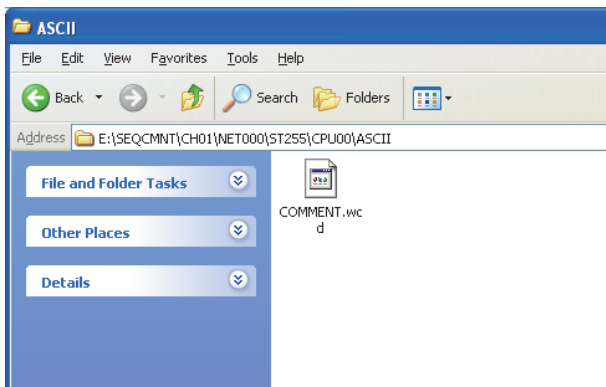 ASCII
File Edit View Favorites Tools Help
Back Search Folders
Address E:\SEQCMNT\CH01\NET000\ST255\CPU00\ASCII
File and Folder Tasks
Other Places
Details
COMMENT.wc
d